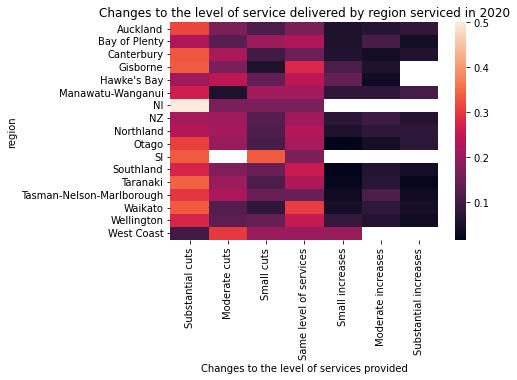 Changes to the level of service delivered by region serviced in 2020
region
Auckland
Bay of Plenty
Canterbury
Gisborne
Hawke's Bay
Manawatu-Wanganui
NI
NZ
Northland
Otago
SI
Southland
Taranaki
Tasman-Nelson-Marlborough
Waikato
Wellington
West Coast
0.5
0.4
0.3
0.2
0.1
Substantial cuts
Moderate cuts
Small cuts
Same level of services
Small increases
Moderate increases
Substantial increases
Changes to the level of services provided